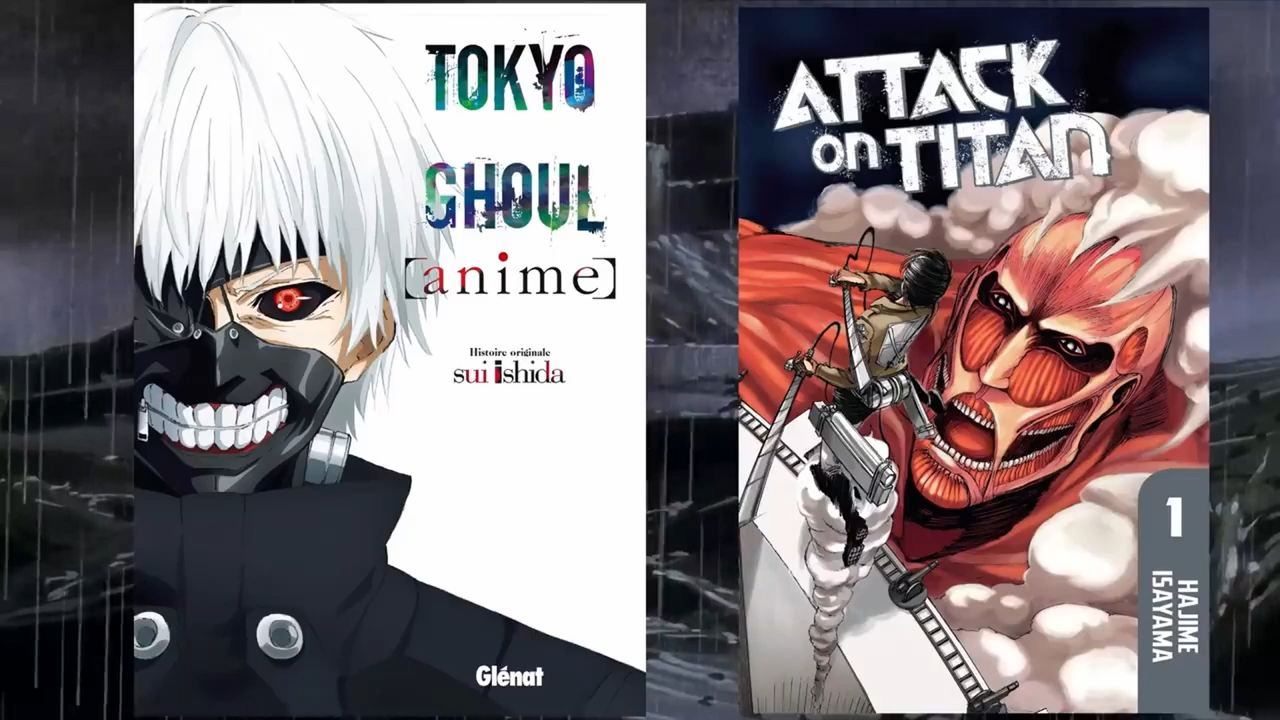 TOKYO
GHOUL
[anime]
Histoire originale
sui ishida
Glénat
ATTACK
on TITAN
1
HAJIME
ISAYAMA